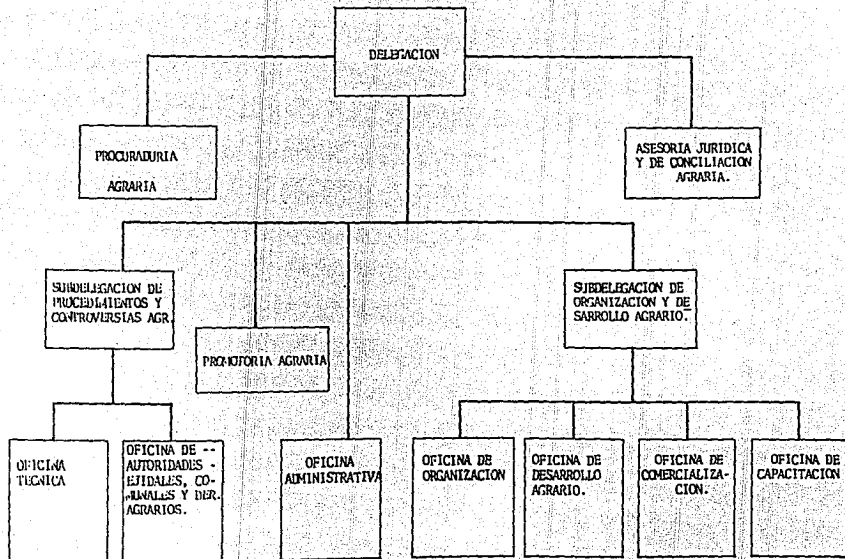 DELEGACION
PROCURADURIA
AGRARIA
ASESORIA JURIDICA
Y DE CONCILIACION
AGRARIA.
SUBDELEGACION DE
PROCEDIMIENTOS Y
CONTROVERSIAS AGR.
PROMOTORIA AGRARIA
SUBDELEGACION DE
ORGANIZACION Y DE
SARROLLO AGRARIO.
OFICINA
TECNICA
OFICINA DE --
AUTORIDADES -
EJIDALES, CO-
MUNALES Y DER.
AGRARIOS.
OFICINA
ADMINISTRATIVA
OFICINA DE
ORGANIZACION
OFICINA DE
DESARROLLO
AGRARIO.
OFICINA DE
COMERCIALIZA-
CION.
OFICINA DE
CAPACITACION